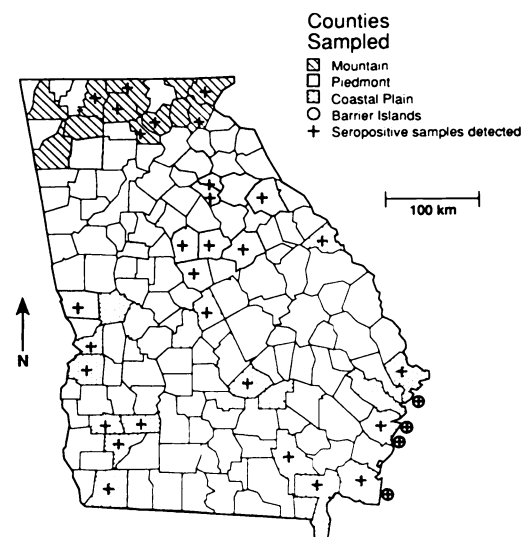 Counties
Sampled
Mountain
Piedmont
Coastal Plain
Barrier Islands
+ Seropositive samples detected
100 km
N